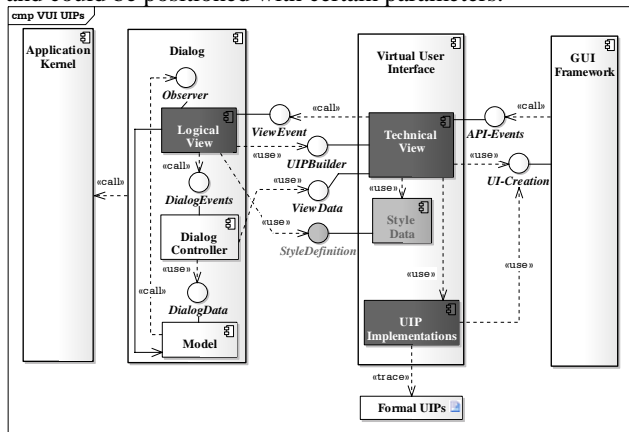 and could be positioned with certain parameters.
cmp VUI UIPs
Application
Kernel
Dialog
Virtual User
Interface
GUI
Framework
Observer
«call»
«call»
ViewEvent
API-Events
Logical
View
Technical
View
«use»
UIPBuilder
«use»
UI-Creation
«call»
«call»
«use»
DialogEvents
ViewData
Style
Data
«use»
«use»
Dialog
Controller
StyleDefinition
«use»
«use»
«use»
«call»
DialogData
Model
UIP
Implementations
«trace»
Formal UIPs